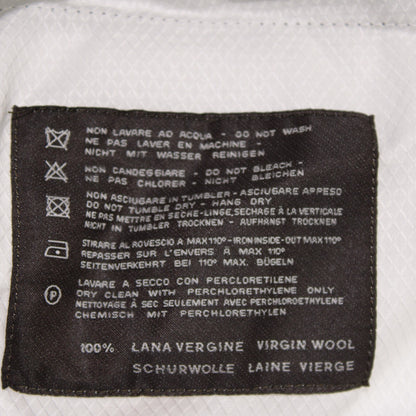 NON LAVARE AD ACQUA - DO NOT WASH
NE PAS LAVER EN MACHINE -
NICHT MIT WASSER REINIGEN
NON CANDEGGIARE - DO NOT BLEACH -
NE PAS CHLORER - NICHT BLEICHEN
NON ASCIUGARE IN TUMBLER - ASCIUGARE APPESO
DO NOT TUMBLE DRY - HANG DRY
NE PAS METTRE EN SECHE-LINGE, SECHAGE À LA VERTICALE
NICHT IN TUMBLER TROCKNEN - AUFHANGT TROCKNEN
STIRARE AL ROVESCIO A MAX 110° - IRON INSIDE-OUT MAX 110°
REPASSER SUR L'ENVERS À MAX 110°
SEITENVERKEHRT BEI 110° MAX. BÜGELN
P
LAVARE A SECCO CON PERCLORETILENE
DRY CLEAN WITH PERCHLORETHYLENE ONLY
NETTOYAGE À SEC SEULEMENT AVEC PERCHLOROETHYLENE
CHEMISCH MIT PERCHLORETHYLEN
100% LANA VERGINE VIRGIN WOOL
SCHURWOLLE LAINE VIERGE